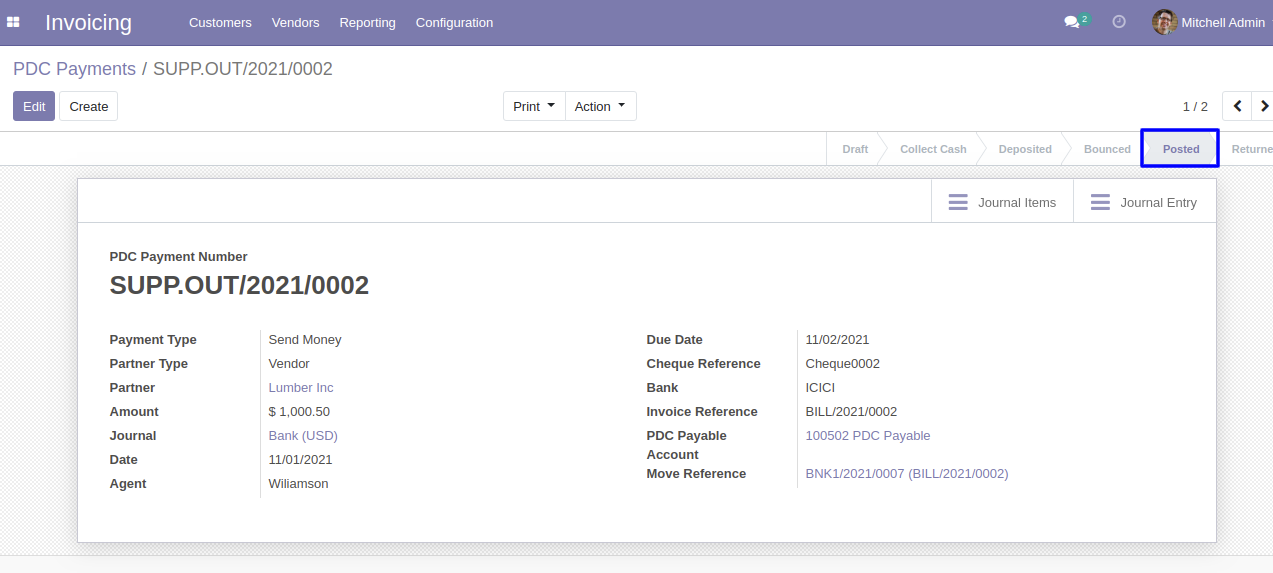 Invoicing Customers Vendors Reporting Configuration 2 Mitchell Admin
PDC Payments / SUPP.OUT/2021/0002
Edit Create Print Action 1 / 2
Draft Collect Cash Deposited Bounced Posted Returne
Journal Items Journal Entry
PDC Payment Number
SUPP.OUT/2021/0002
Payment Type Send Money
Partner Type Vendor
Partner Lumber Inc
Amount $ 1,000.50
Journal Bank (USD)
Date 11/01/2021
Agent Wiliamson
Due Date 11/02/2021
Cheque Reference Cheque0002
Bank ICICI
Invoice Reference BILL/2021/0002
PDC Payable 100502 PDC Payable
Account
Move Reference BNK1/2021/0007 (BILL/2021/0002)